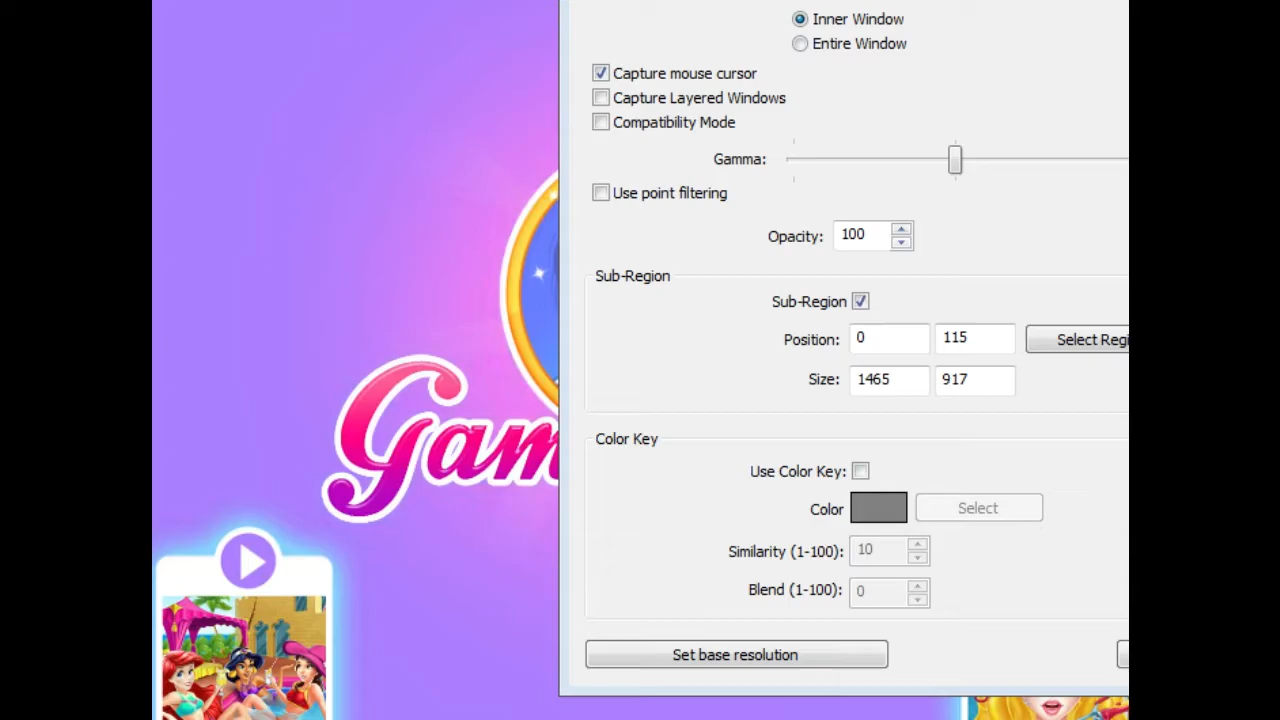 Inner Window
Entire Window
Capture mouse cursor
Capture Layered Windows
Compatibility Mode
Gamma:
Use point filtering
Opacity: 100
Sub-Region
Sub-Region
Position: 0 115 Select Regi
Size: 1465 917
Gam
Color Key
Use Color Key:
Color Select
Similarity (1-100): 10
Blend (1-100): 0
Set base resolution